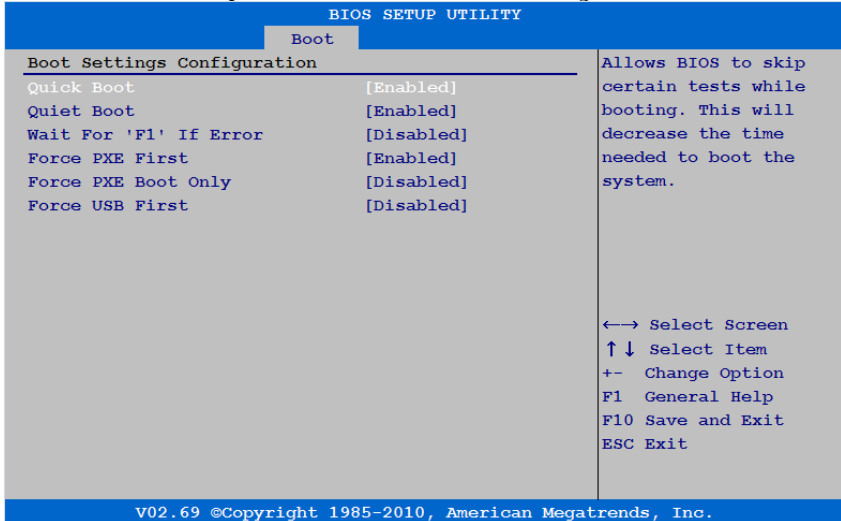 BIOS SETUP UTILITY
Boot
Boot Settings Configuration
Quick Boot [Enabled]
Quiet Boot [Enabled]
Wait For 'F1' If Error [Disabled]
Force PXE First [Enabled]
Force PXE Boot Only [Disabled]
Force USB First [Disabled]
Allows BIOS to skip
certain tests while
booting. This will
decrease the time
needed to boot the
system.
←→ Select Screen
↑↓ Select Item
+- Change Option
F1 General Help
F10 Save and Exit
ESC Exit
V02.69 ©Copyright 1985-2010, American Megatrends, Inc.